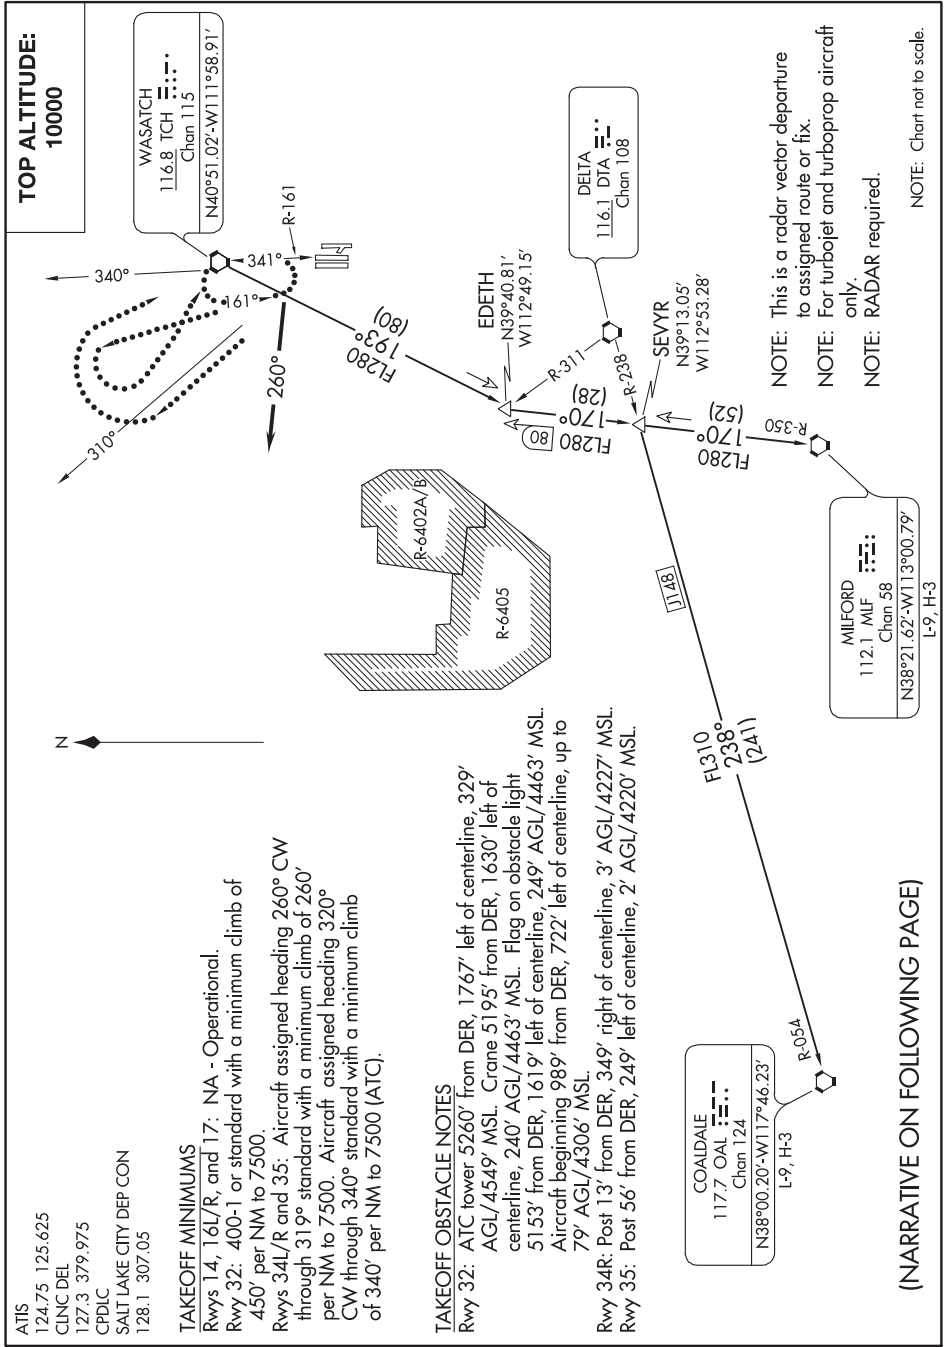 TOP ALTITUDE:
10000
ATIS
124.75 125.625
CLNC DEL
127.3 379.975
CPDLC
SALT LAKE CITY DEP CON
128.1 307.05
TAKEOFF MINIMUMS
Rwys 14, 16L/R, and 17: NA - Operational.
Rwy 32: 400-1 or standard with a minimum climb of
450' per NM to 7500.
Rwys 34L/R and 35: Aircraft assigned heading 260° CW
through 319° standard with a minimum climb of 260'
per NM to 7500. Aircraft assigned heading 320°
CW through 340° standard with a minimum climb
of 340' per NM to 7500 (ATC).
TAKEOFF OBSTACLE NOTES
Rwy 32: ATC tower 5260' from DER, 1767' left of centerline, 329'
AGL/4549' MSL. Crane 5195' from DER, 1630' left of
centerline, 240' AGL/4463' MSL. Flag on obstacle light
5153' from DER, 1619' left of centerline, 249' AGL/4463' MSL.
Aircraft beginning 989' from DER, 722' left of centerline, up to
79' AGL/4306' MSL.
Rwy 34R: Post 13' from DER, 349' right of centerline, 3' AGL/4227' MSL.
Rwy 35: Post 56' from DER, 249' left of centerline, 2' AGL/4220' MSL.
N
WASATCH
116.8 TCH
Chan 115
N40°51.02'-W111°58.91'
340°
341°
R-161
161°
310°
260°
FL280
193°
(80)
EDETH
N39°40.81'
W112°49.15'
DELTA
116.1 DTA
Chan 108
R-311
R-238
80
FL280
170°
(28)
SEVYR
N39°13.05'
W112°53.28'
FL280
170°
(52)
R-350
R-6402A/B
R-6405
J148
MILFORD
112.1 MLF
Chan 58
N38°21.62'-W113°00.79'
L-9, H-3
FL310
238°
(241)
R-054
COALDALE
117.7 OAL
Chan 124
N38°00.20'-W117°46.23'
L-9, H-3
NOTE: This is a radar vector departure
to assigned route or fix.
NOTE: For turbojet and turboprop aircraft
only.
NOTE: RADAR required.
NOTE: Chart not to scale.
(NARRATIVE ON FOLLOWING PAGE)